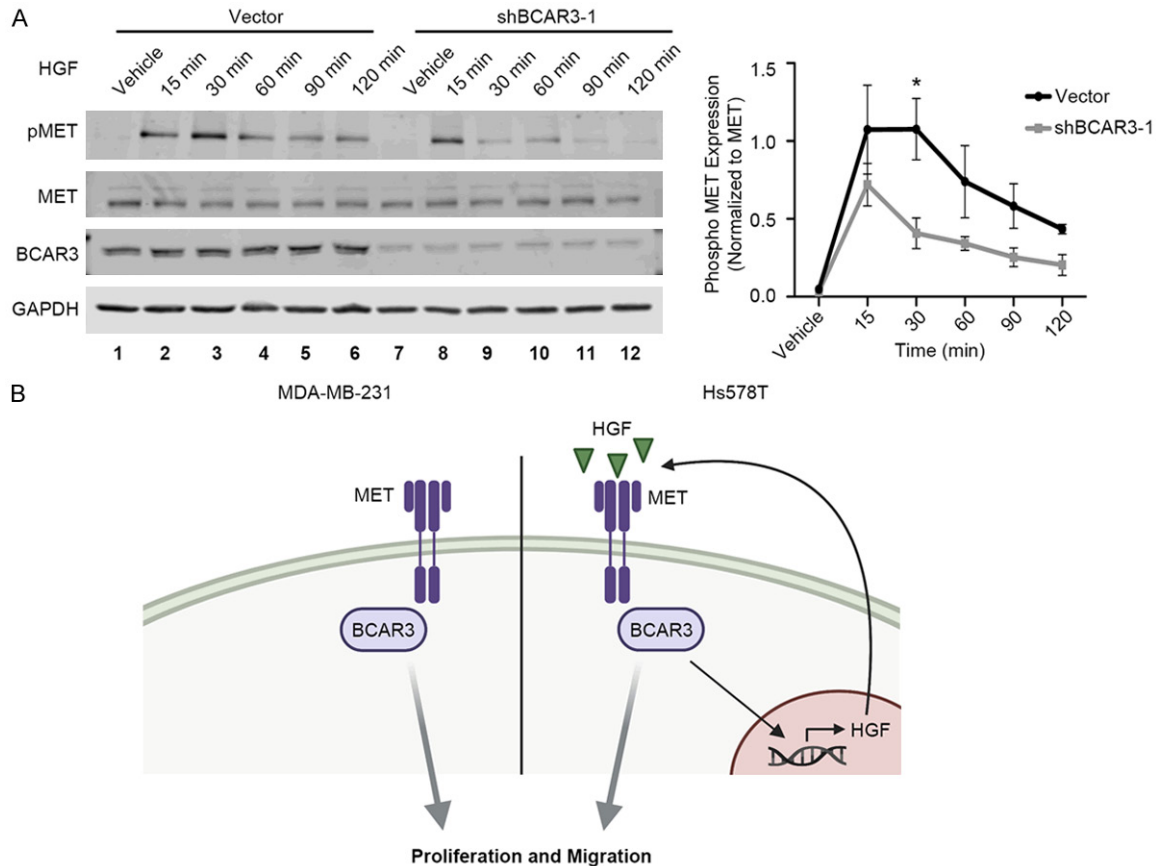 A
Vector
shBCAR3-1
HGF
Vehicle
15 min
30 min
60 min
90 min
120 min
Vehicle
15 min
30 min
60 min
90 min
120 min
pMET
MET
BCAR3
GAPDH
1 2 3 4 5 6 7 8 9 10 11 12
Phospho MET Expression
(Normalized to MET)
1.5
1.0
0.5
0.0
*
Vector
shBCAR3-1
Vehicle
15
30
60
90
120
Time (min)
B
MDA-MB-231
Hs578T
HGF
MET
MET
BCAR3
BCAR3
HGF
Proliferation and Migration